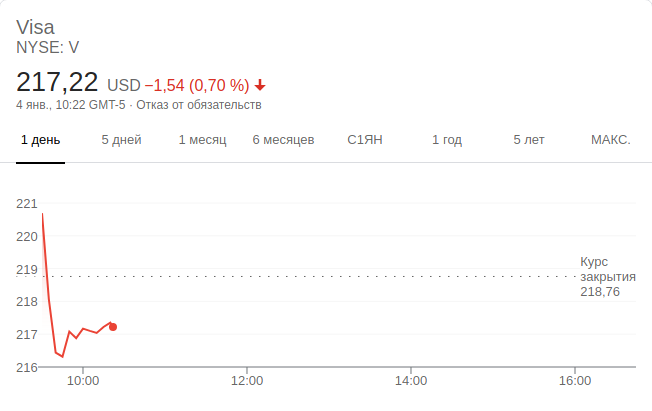 Visa
NYSE: V
217,22 USD −1,54 (0,70 %)
4 янв., 10:22 GMT-5 · Отказ от обязательств
1 день 5 дней 1 месяц 6 месяцев С1ЯН 1 год 5 лет МАКС.
221
220
219
218
217
216
Курс
закрытия
218,76
10:00 12:00 14:00 16:00